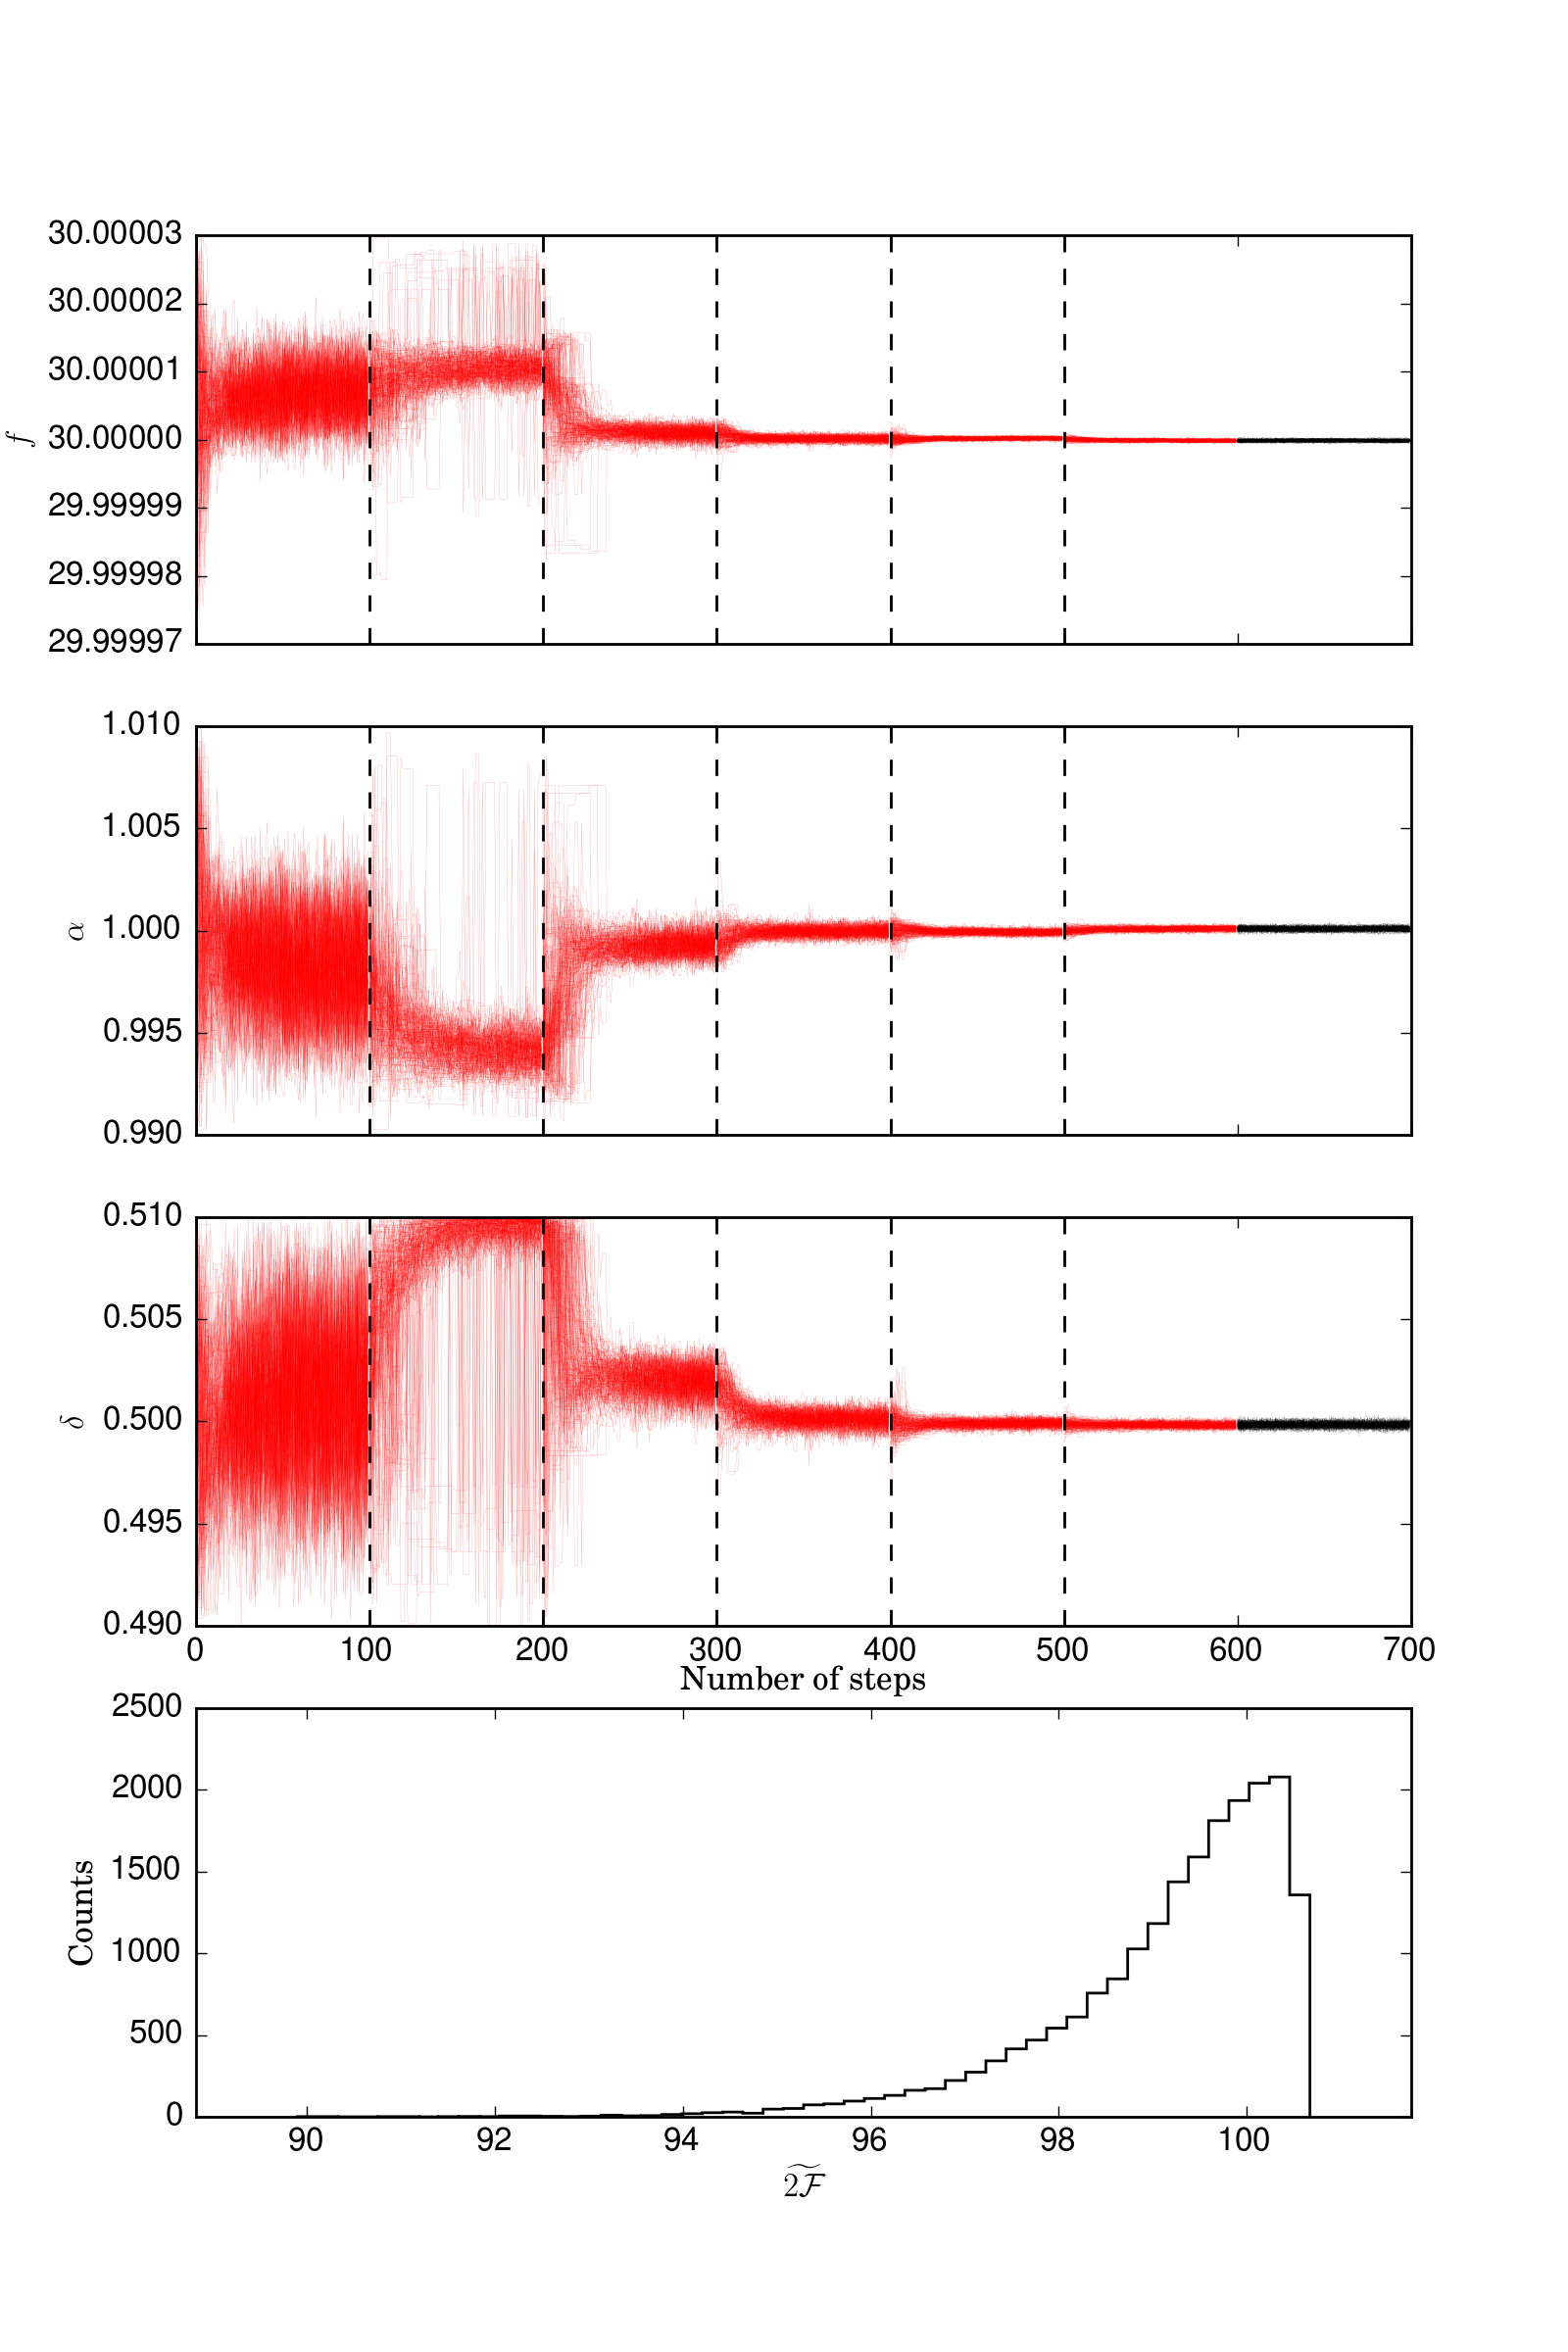 30.00003
30.00002
30.00001
30.00000
29.99999
29.99998
29.99997
f
1.010
1.005
1.000
0.995
0.990
α
0.510
0.505
0.500
0.495
0.490
δ
0 100 200 300 400 500 600 700
Number of steps
2500
2000
1500
1000
500
0
Counts
90 92 94 96 98 100
$\widetilde{2\mathcal{F}}$